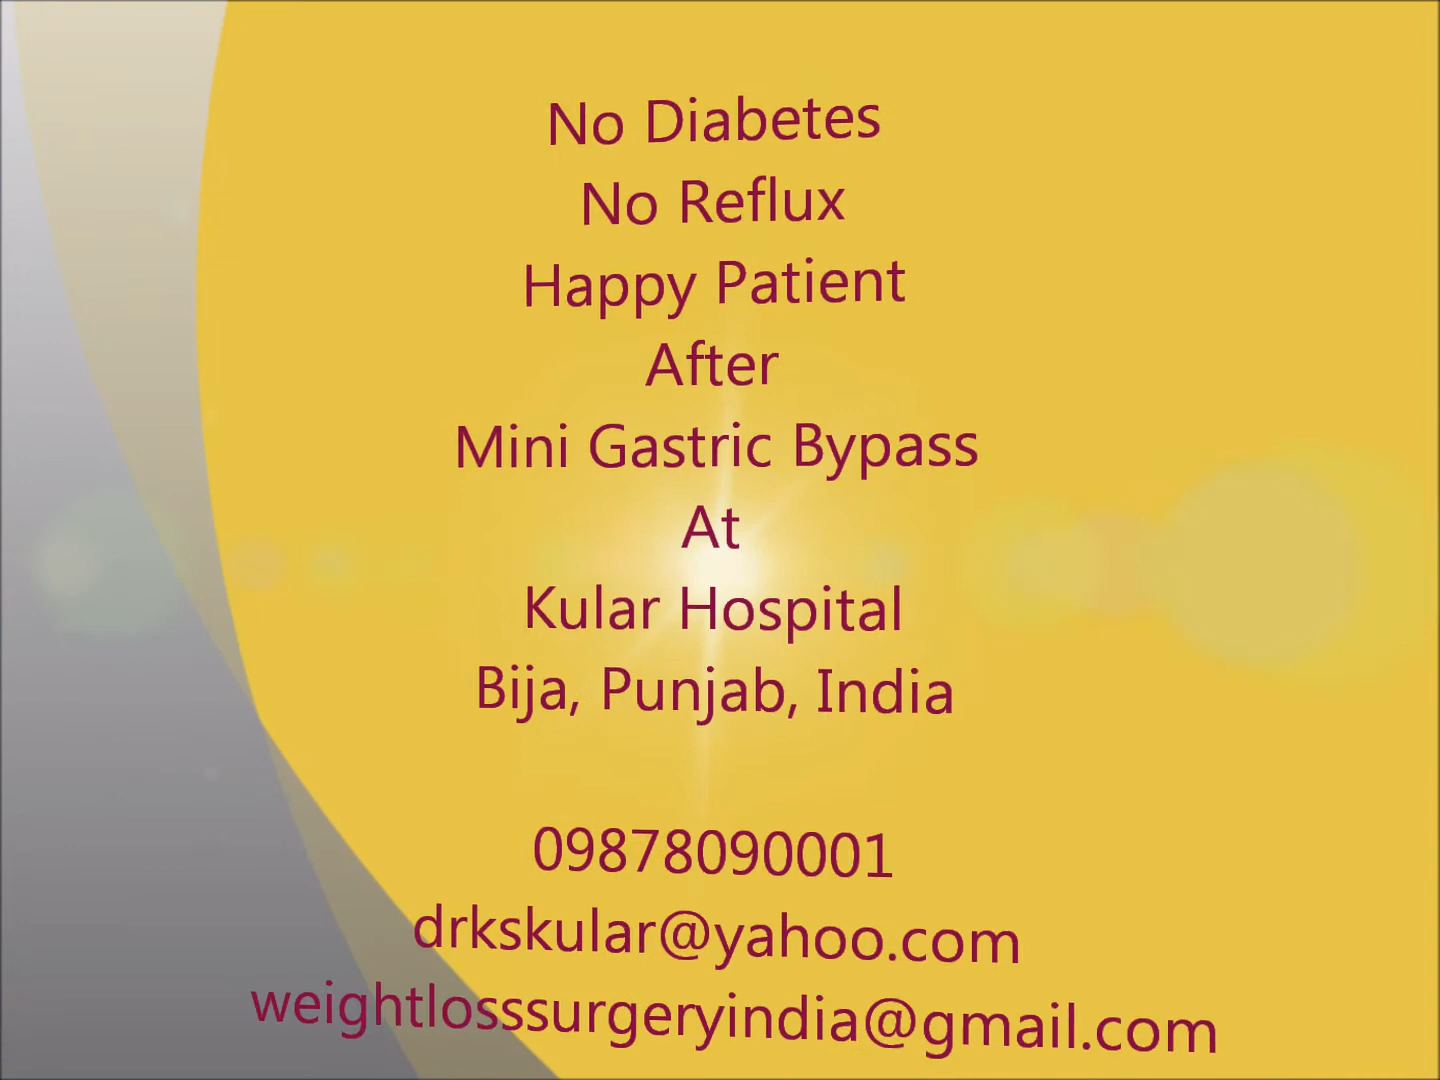 No Diabetes
No Reflux
Happy Patient
After
Mini Gastric Bypass
At
Kular Hospital
Bija, Punjab, India
09878090001
drkskular@yahoo.com
weightlosssurgeryindia@gmail.com